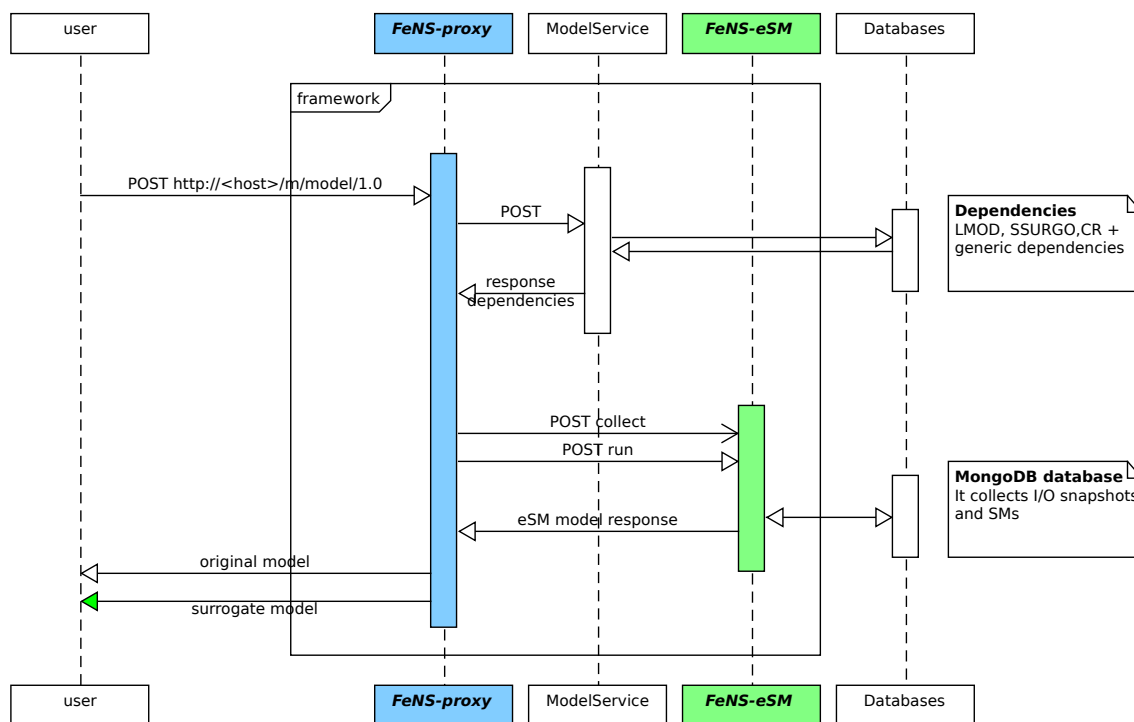 user
FeNS-proxy
ModelService
FeNS-eSM
Databases
framework
POST http://<host>/m/model/1.0
POST
Dependencies
LMOD, SSURGO,CR +
generic dependencies
response
dependencies
POST collect
POST run
MongoDB database
It collects I/O snapshots
and SMs
eSM model response
original model
surrogate model
user
FeNS-proxy
ModelService
FeNS-eSM
Databases